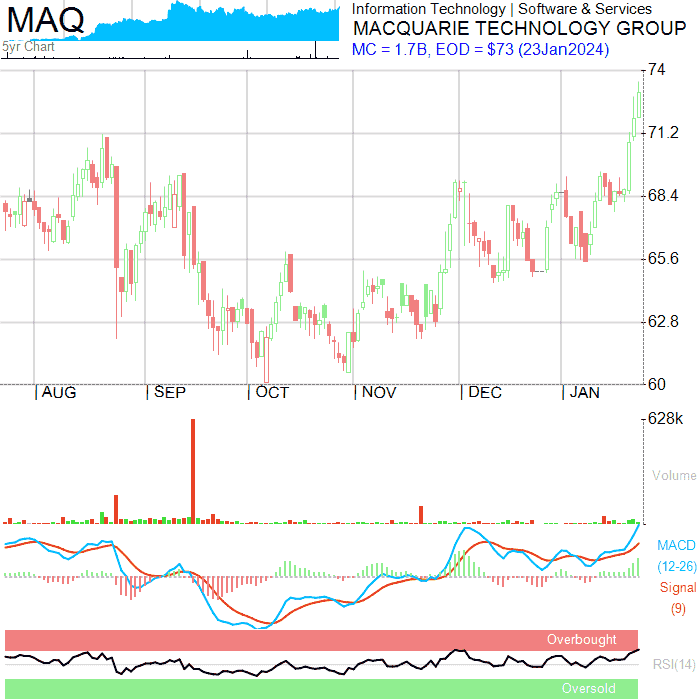 MAQ
5yr Chart
Information Technology | Software & Services
MACQUARIE TECHNOLOGY GROUP
MC = 1.7B, EOD = $73 (23Jan2024)
74
71.2
68.4
65.6
62.8
60
| AUG | SEP | OCT | NOV | DEC | JAN
628k
Volume
MACD
(12-26)
Signal
(9)
Overbought
RSI(14)
Oversold